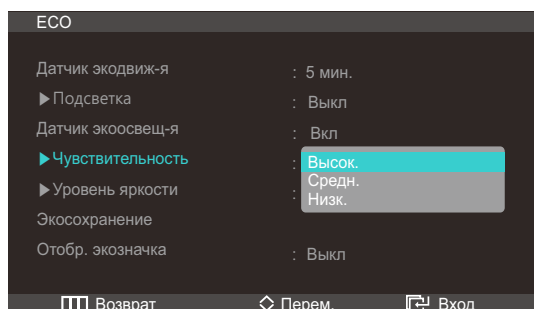 ECO
Датчик экодвиж-я : 5 мин.
▶Подсветка : Выкл
Датчик экоосвещ-я : Вкл
▶Чувствительность : Высок.
Средн.
▶Уровень яркости :
Низк.
Экосохранение
Отобр. экозначка : Выкл
Возврат Перем. Вход